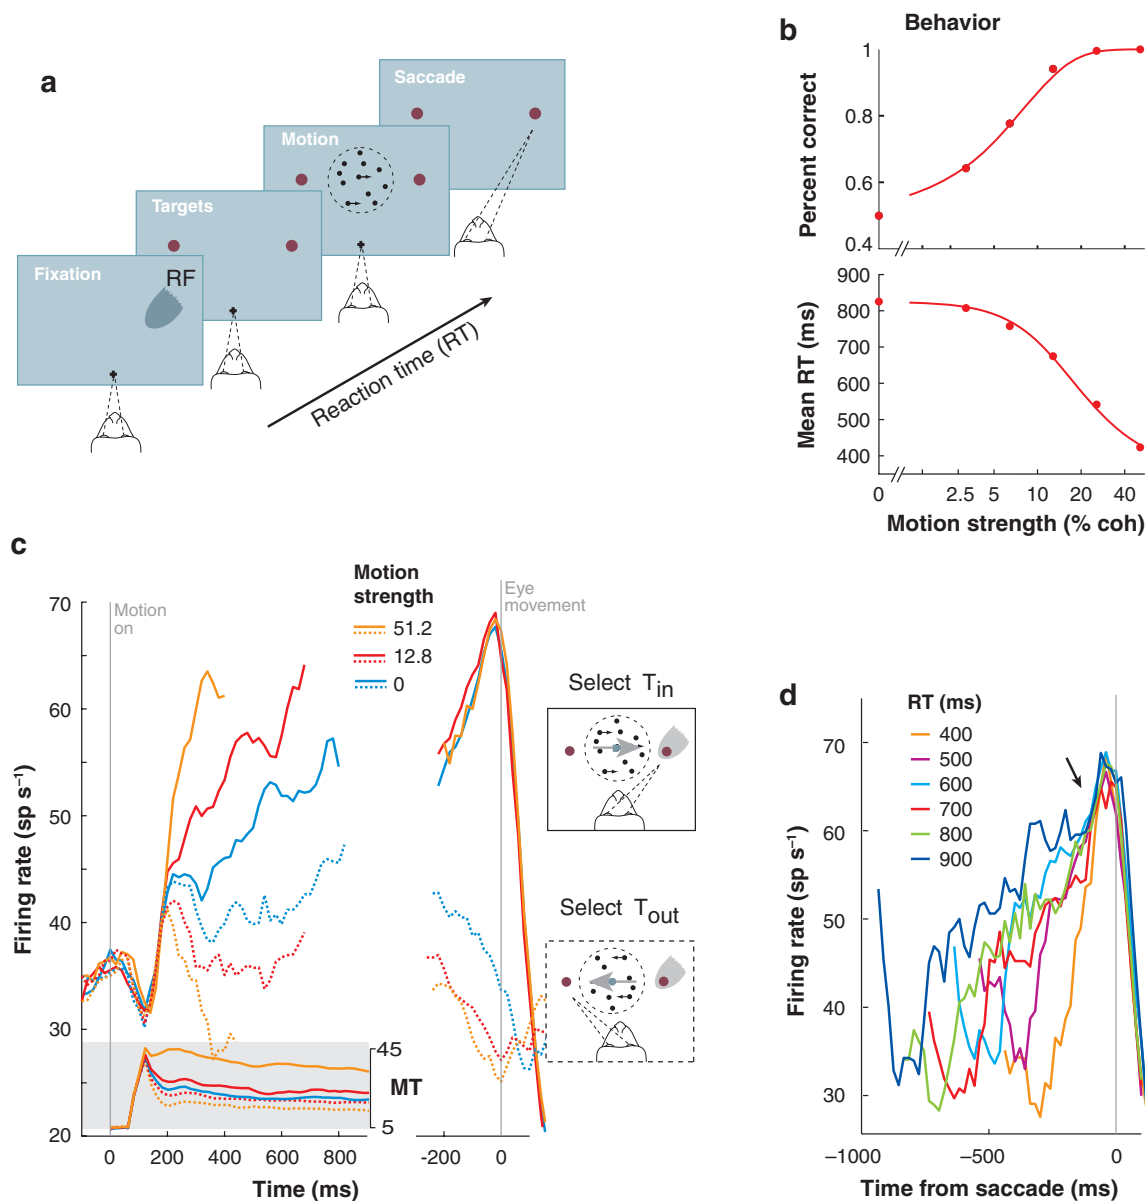 a
Fixation
RF
Targets
Motion
Saccade
Reaction time (RT)
b
Behavior
Percent correct
1
0.8
0.6
0.4
Mean RT (ms)
900
800
700
600
500
400
0 2.5 5 10 20 40
Motion strength (% coh)
c
Firing rate (sp s⁻¹)
70
60
50
40
30
20
Motion
on
Motion
strength
51.2
12.8
0
Eye
movement
45
MT
5
0 200 400 600 800
Time (ms)
-200 0
Select Tin
Select Tout
d
RT (ms)
400
500
600
700
800
900
Firing rate (sp s⁻¹)
70
60
50
40
30
–1000 –500 0
Time from saccade (ms)